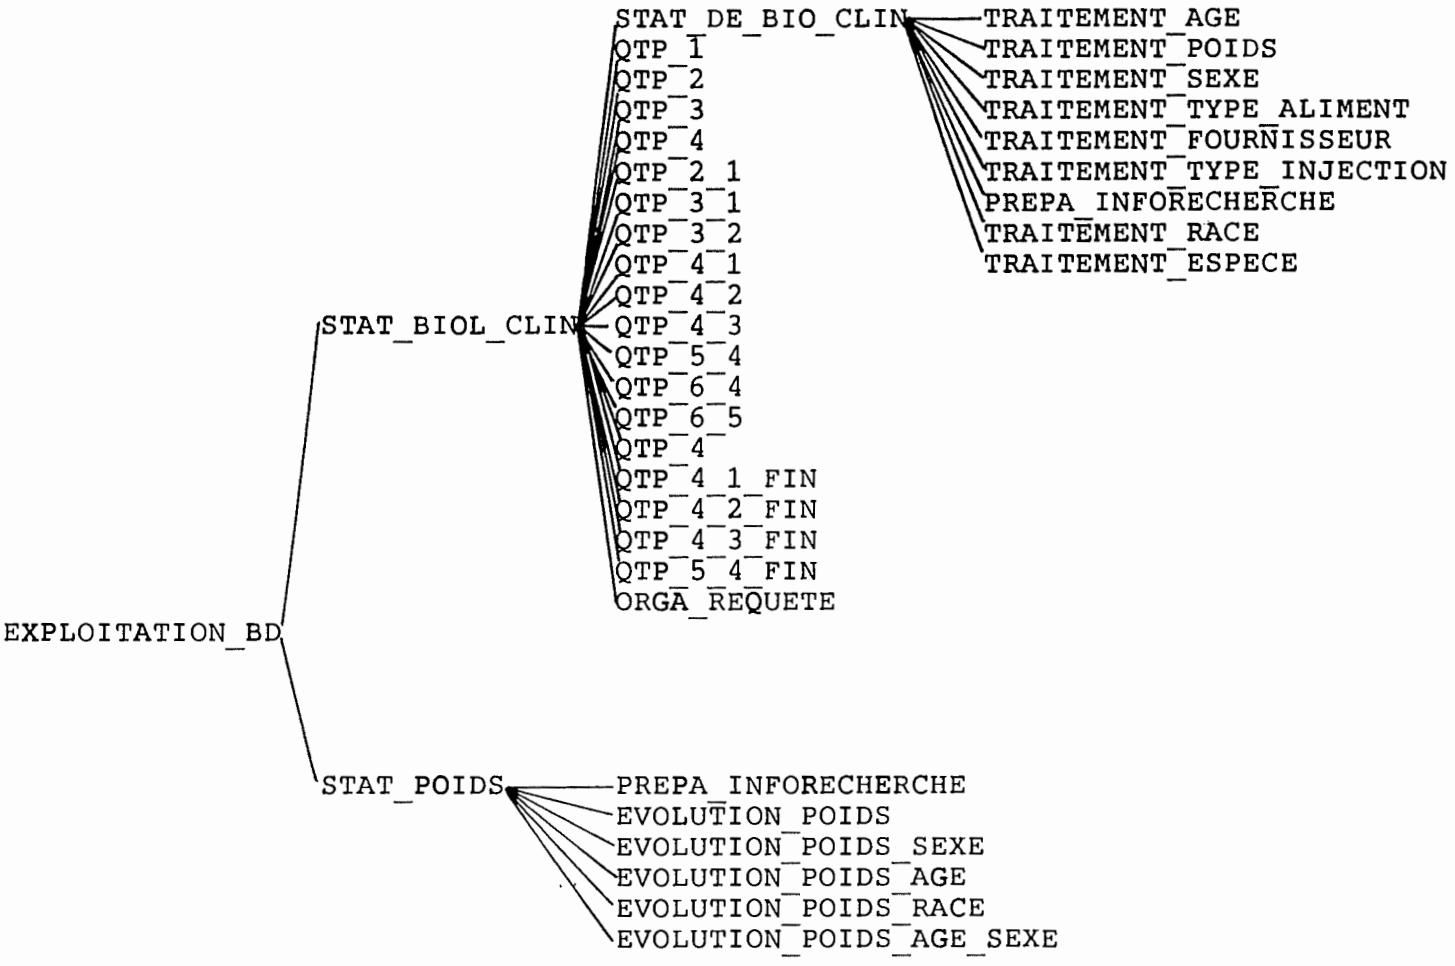 STAT_DE_BIO_CLIN TRAITEMENT_AGE
QTP_1 TRAITEMENT_POIDS
QTP_2 TRAITEMENT_SEXE
QTP_3 TRAITEMENT_TYPE_ALIMENT
QTP_4 TRAITEMENT_FOURNISSEUR
QTP_2_1 TRAITEMENT_TYPE_INJECTION
QTP_3_1 PREPA_INFORECHERCHE
QTP_3_2 TRAITEMENT_RACE
QTP_4_1 TRAITEMENT_ESPECE
QTP_4_2
STAT_BIOL_CLIN QTP_4_3
QTP_5_4
QTP_6_4
QTP_6_5
QTP_4
QTP_4_1_FIN
QTP_4_2_FIN
QTP_4_3_FIN
QTP_5_4_FIN
ORGA_REQUETE
EXPLOITATION_BD
STAT_POIDS PREPA_INFORECHERCHE
EVOLUTION_POIDS
EVOLUTION_POIDS_SEXE
EVOLUTION_POIDS_AGE
EVOLUTION_POIDS_RACE
EVOLUTION_POIDS_AGE_SEXE